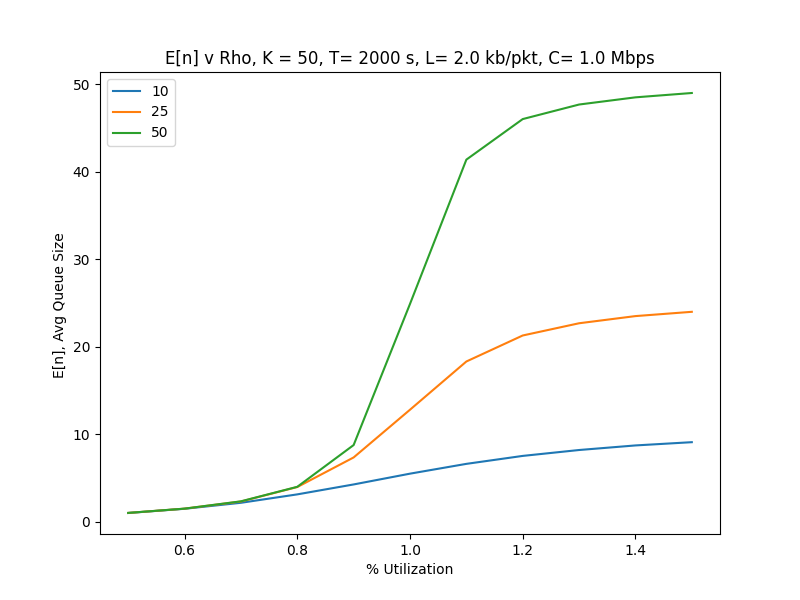 E[n] v Rho, K = 50, T= 2000 s, L= 2.0 kb/pkt, C= 1.0 Mbps
10
25
50
E[n], Avg Queue Size
50
40
30
20
10
0
0.6 0.8 1.0 1.2 1.4
% Utilization